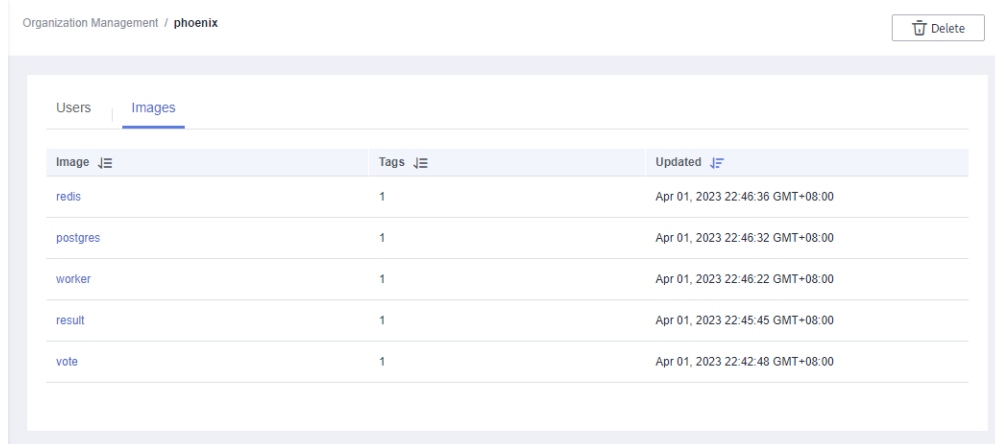 Organization Management / phoenix
Delete
Users Images
Image Tags Updated
redis 1 Apr 01, 2023 22:46:36 GMT+08:00
postgres 1 Apr 01, 2023 22:46:32 GMT+08:00
worker 1 Apr 01, 2023 22:46:22 GMT+08:00
result 1 Apr 01, 2023 22:45:45 GMT+08:00
vote 1 Apr 01, 2023 22:42:48 GMT+08:00